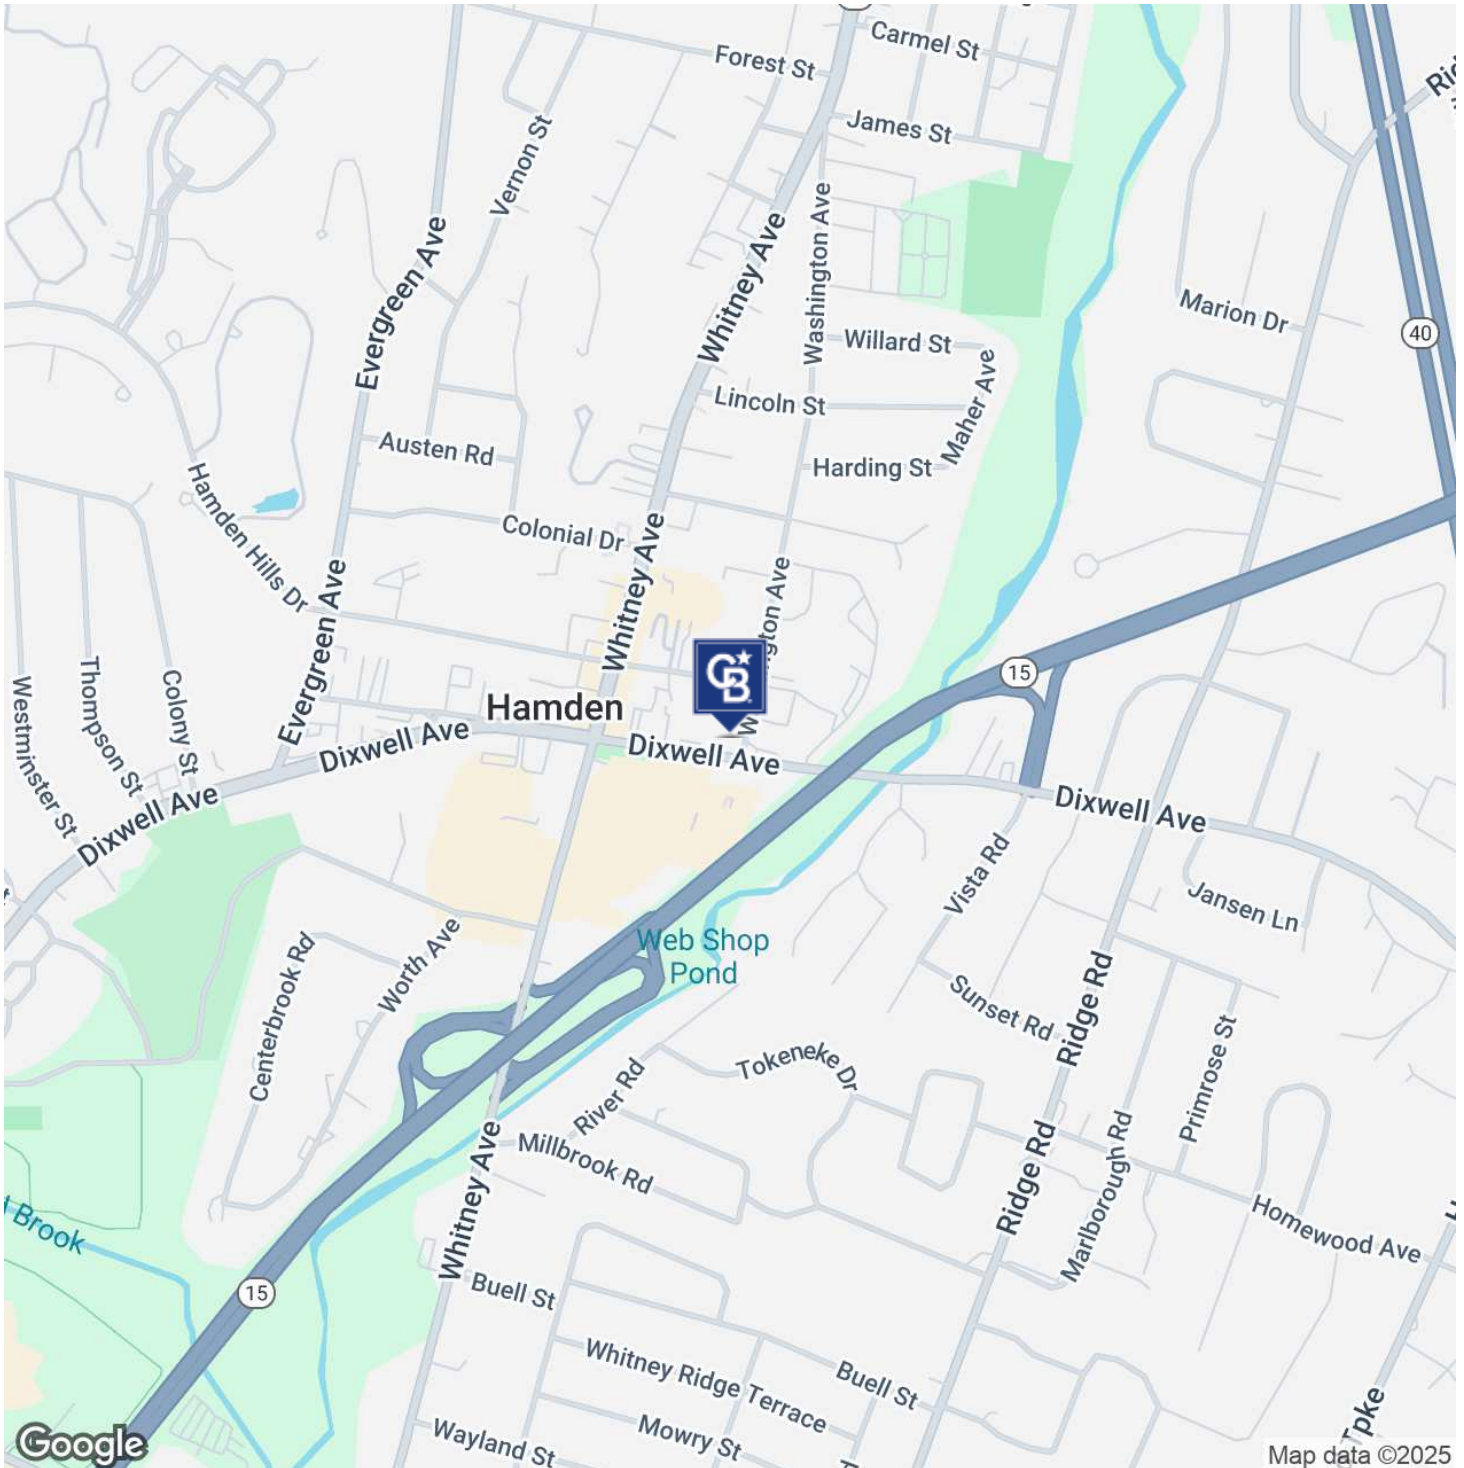 Carmel St
Forest St
Vernon St
James St
Evergreen Ave
Whitney Ave
Washington Ave
Marion Dr
40
Willard St
Maher Ave
Lincoln St
Austen Rd
Harding St
Hamden Hills Dr
Colonial Dr
Whitney Ave
Evergreen Ave
15
Thompson St
Colony St
Westminster St
CB
Hamden
Dixwell Ave
Dixwell Ave
Dixwell Ave
Dixwell Ave
Vista Rd
Jansen Ln
Web Shop
Pond
Centerbrook Rd
Worth Ave
Sunset Rd
Ridge Rd
Primrose St
Tokeneke Dr
River Rd
Millbrook Rd
Whitney Ave
Ridge Rd
Marlborough Rd
Homewood Ave
Brook
15
Buell St
Whitney Ridge Terrace
Buell St
Mowry St
Wayland St
Tpke
Google
Map data ©2025